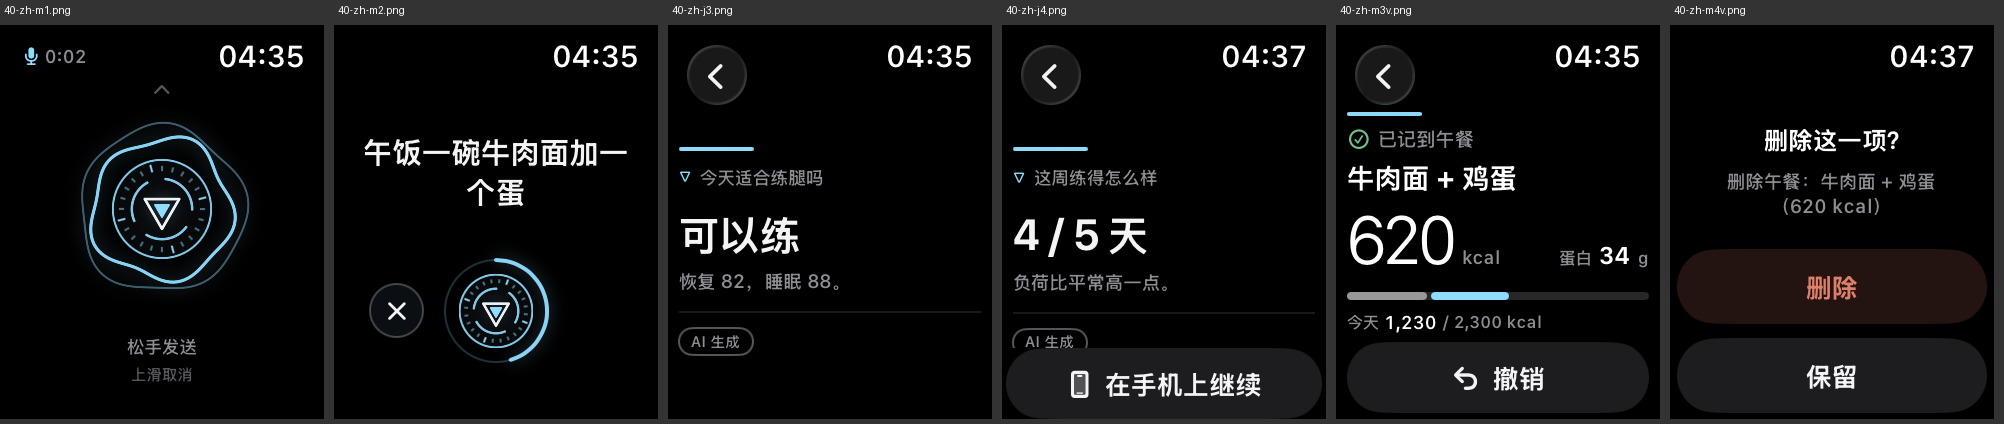 40-zh-m1.png
0:02
04:35
松手发送
上滑取消
40-zh-m2.png
04:35
午饭一碗牛肉面加一
个蛋
40-zh-j3.png
04:35
今天适合练腿吗
可以练
恢复 82，睡眠 88。
AI 生成
40-zh-j4.png
04:37
这周练得怎么样
4 / 5 天
负荷比平常高一点。
AI 生成
在手机上继续
40-zh-m3v.png
04:35
已记到午餐
牛肉面 + 鸡蛋
620 kcal 蛋白 34 g
今天 1,230 / 2,300 kcal
撤销
40-zh-m4v.png
04:37
删除这一项？
删除午餐：牛肉面 + 鸡蛋
（620 kcal）
删除
保留